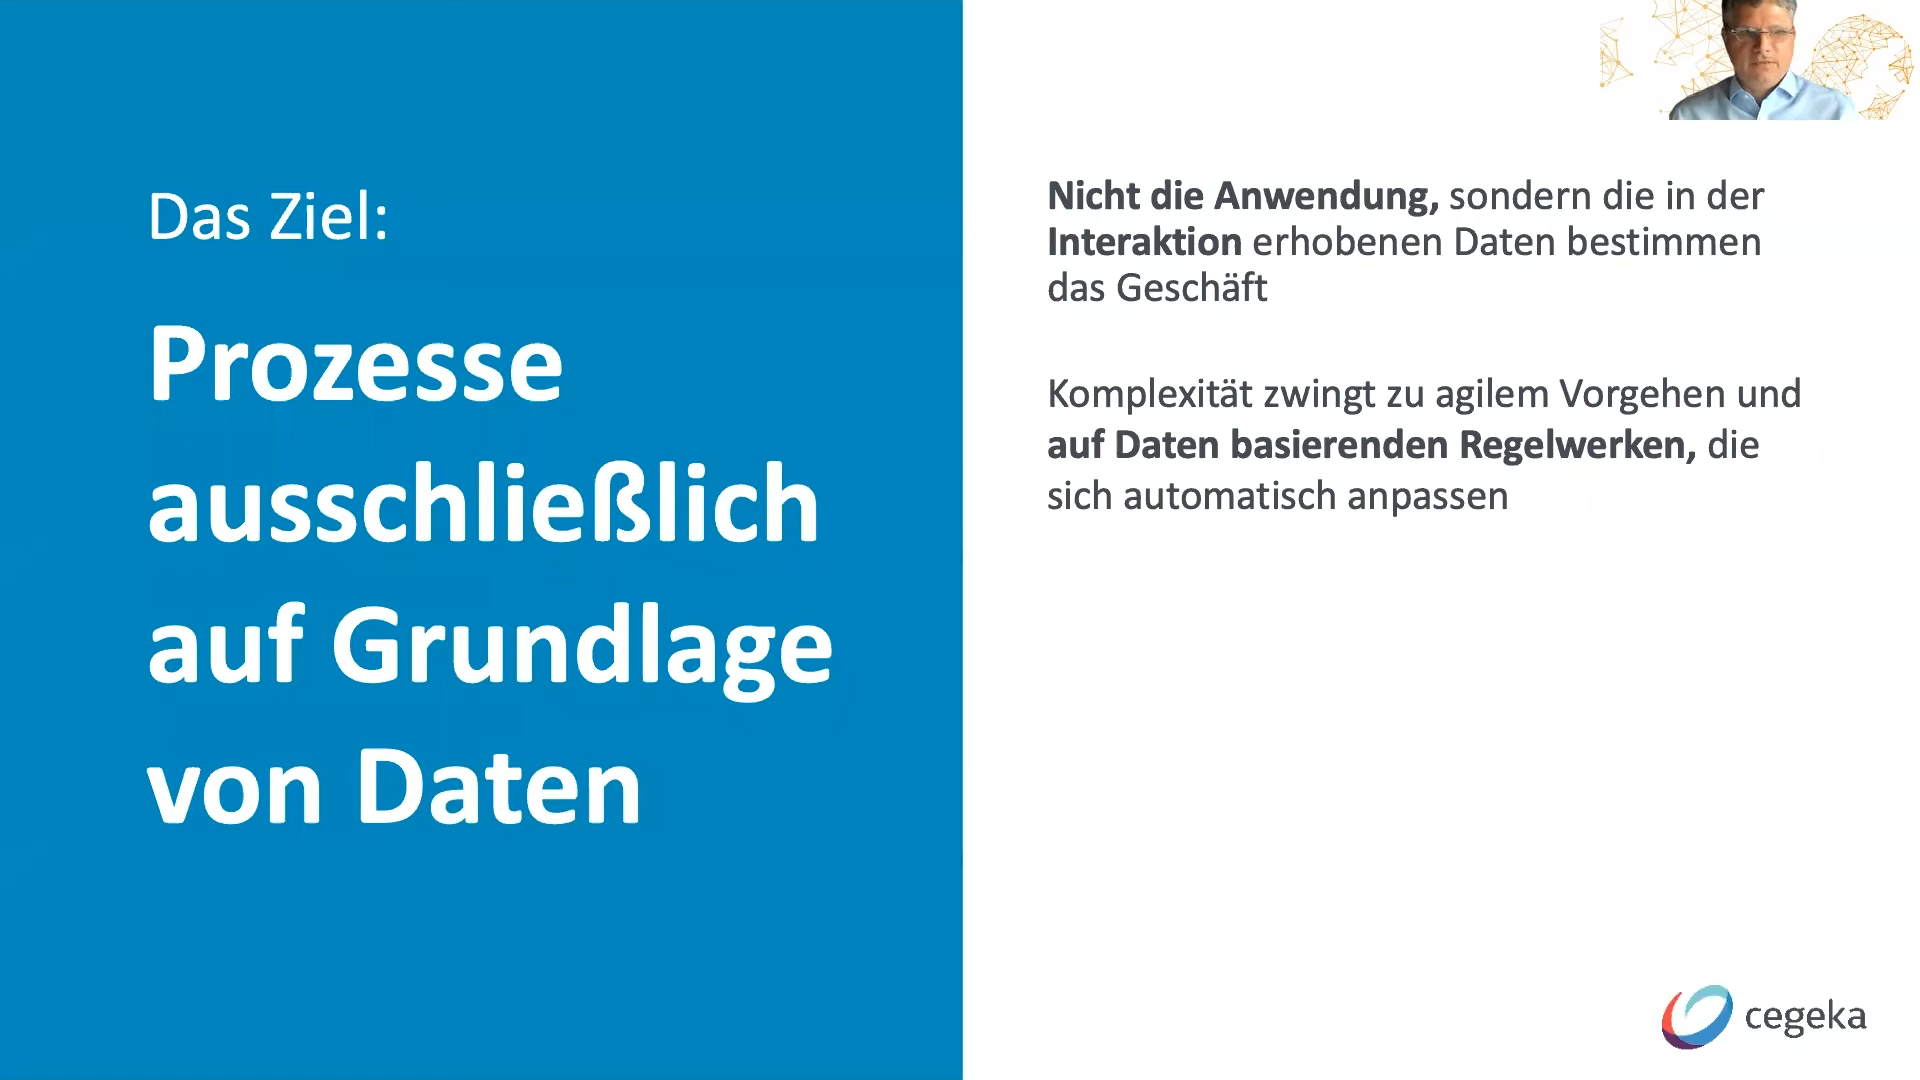 Das Ziel:
Prozesse
ausschließlich
auf Grundlage
von Daten
Nicht die Anwendung, sondern die in der
Interaktion erhobenen Daten bestimmen
das Geschäft
Komplexität zwingt zu agilem Vorgehen und
auf Daten basierenden Regelwerken, die
sich automatisch anpassen
cegeka